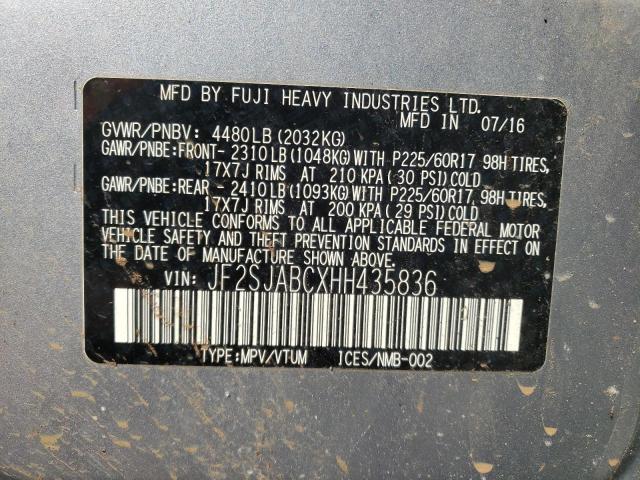 MFD BY FUJI HEAVY INDUSTRIES LTD.
MFD IN 07/16
GVWR/PNBV: 4480LB(2032KG)
GAWR/PNBE:FRONT- 2310LB(1048KG)WITH P225/60R17 98H TIRES,
17X7J RIMS AT 210 KPA( 30 PSI)COLD
GAWR/PNBE:REAR - 2410LB(1093KG)WITH P225/60R17 98H TIRES,
17X7J RIMS AT 200 KPA( 29 PSI)COLD
THIS VEHICLE CONFORMS TO ALL APPLICABLE FEDERAL MOTOR
VEHICLE SAFETY AND THEFT PREVENTION STANDARDS IN EFFECT ON
THE DATE OF MANUFACTURE SHOWN ABOVE.
VIN: JF2SJABCXHH435836
TYPE:MPV/VTUM ICES/NMB-002